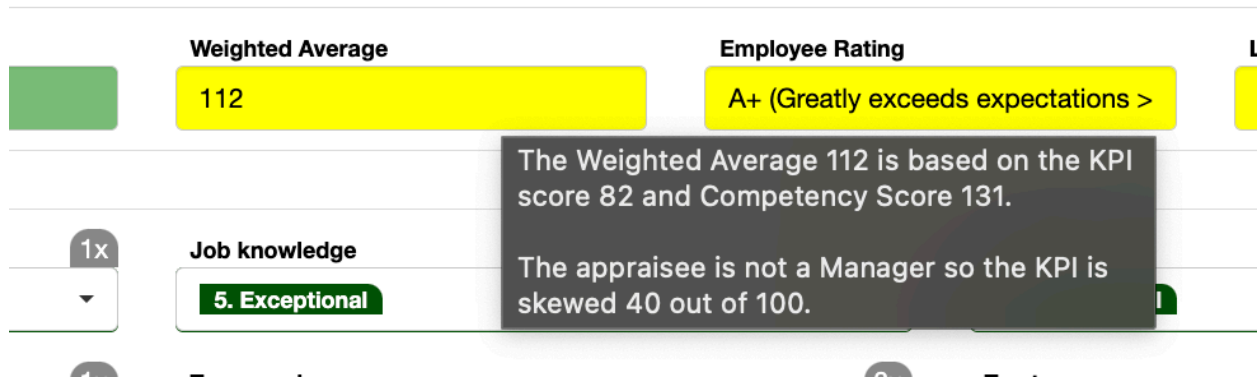 Weighted Average
Employee Rating
112
A+ (Greatly exceeds expectations >
The Weighted Average 112 is based on the KPI
score 82 and Competency Score 131.
The appraisee is not a Manager so the KPI is
skewed 40 out of 100.
1x
Job knowledge
5. Exceptional